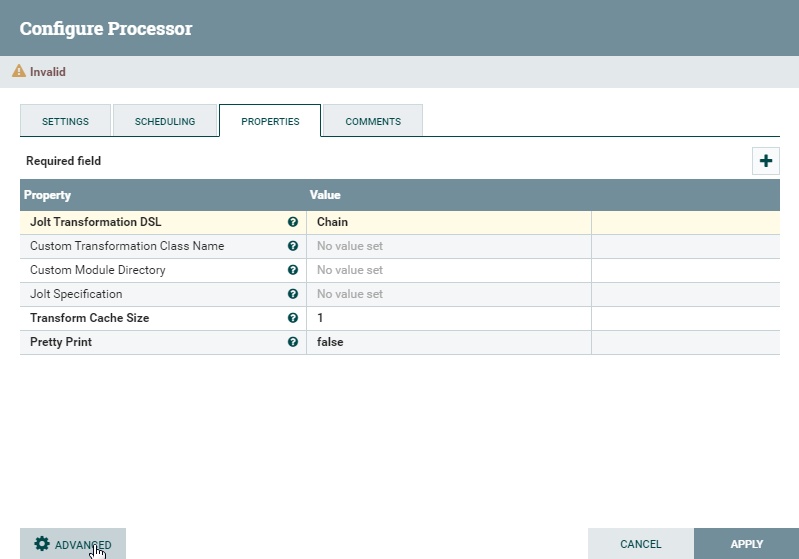 Configure Processor
Invalid
SETTINGS SCHEDULING PROPERTIES COMMENTS
Required field
Property Value
Jolt Transformation DSL Chain
Custom Transformation Class Name No value set
Custom Module Directory No value set
Jolt Specification No value set
Transform Cache Size 1
Pretty Print false
ADVANCED CANCEL APPLY